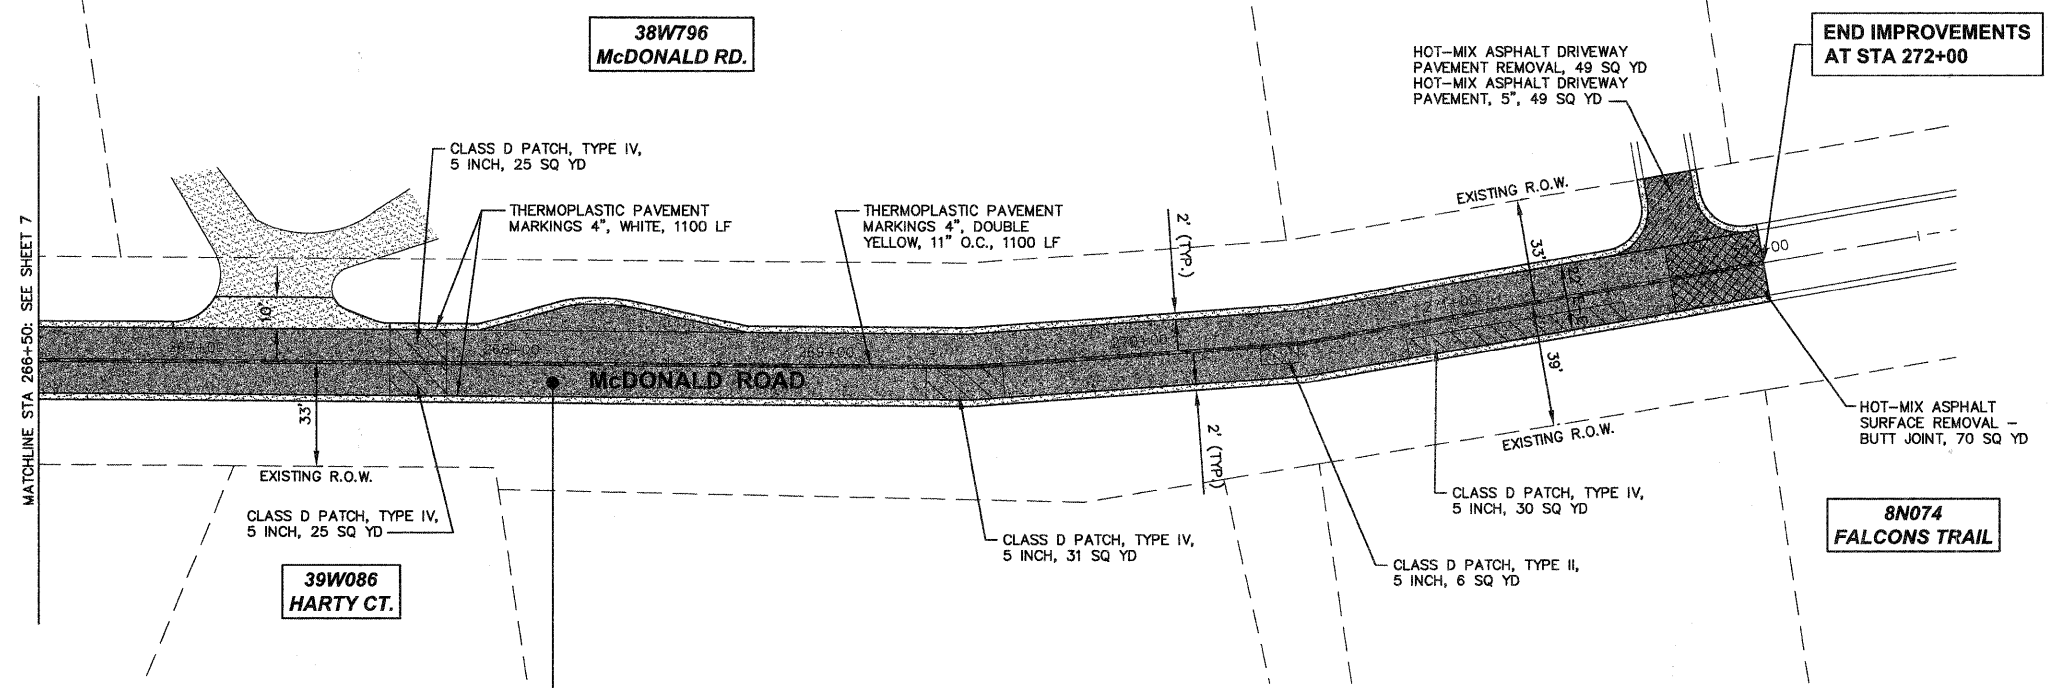 38W796
McDONALD RD.
HOT-MIX ASPHALT DRIVEWAY
PAVEMENT REMOVAL, 49 SQ YD
HOT-MIX ASPHALT DRIVEWAY
PAVEMENT, 5", 49 SQ YD
END IMPROVEMENTS
AT STA 272+00
CLASS D PATCH, TYPE IV,
5 INCH, 25 SQ YD
THERMOPLASTIC PAVEMENT
MARKINGS 4", WHITE, 1100 LF
THERMOPLASTIC PAVEMENT
MARKINGS 4", DOUBLE
YELLOW, 11" O.C., 1100 LF
2' (TYP.)
EXISTING R.O.W.
33'
MATCHLINE STA 266+50: SEE SHEET 7
10'
268+00
269+00
270+00
McDONALD ROAD
33'
39'
2' (TYP.)
EXISTING R.O.W.
EXISTING R.O.W.
HOT-MIX ASPHALT
SURFACE REMOVAL -
BUTT JOINT, 70 SQ YD
CLASS D PATCH, TYPE IV,
5 INCH, 25 SQ YD
CLASS D PATCH, TYPE IV,
5 INCH, 31 SQ YD
CLASS D PATCH, TYPE IV,
5 INCH, 30 SQ YD
CLASS D PATCH, TYPE II,
5 INCH, 6 SQ YD
39W086
HARTY CT.
8N074
FALCONS TRAIL